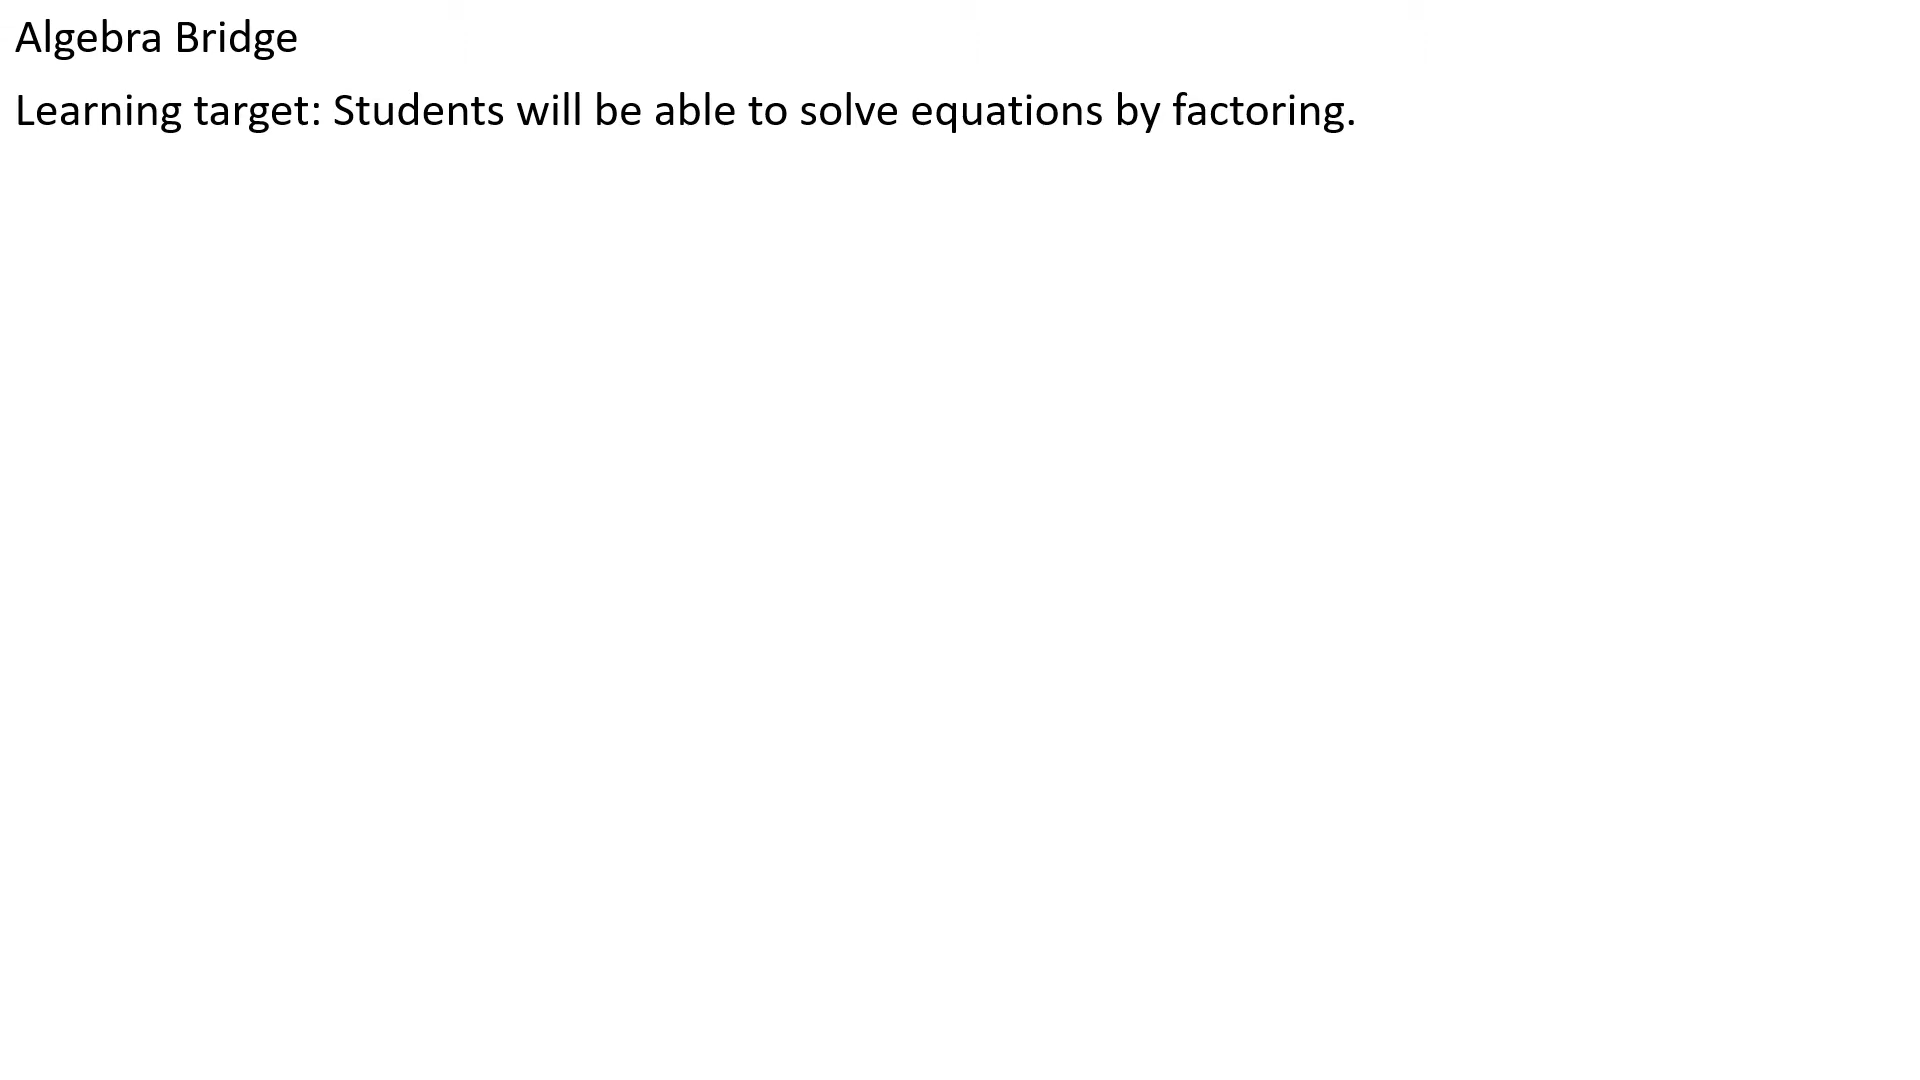 Algebra Bridge
Learning target: Students will be able to solve equations by factoring.